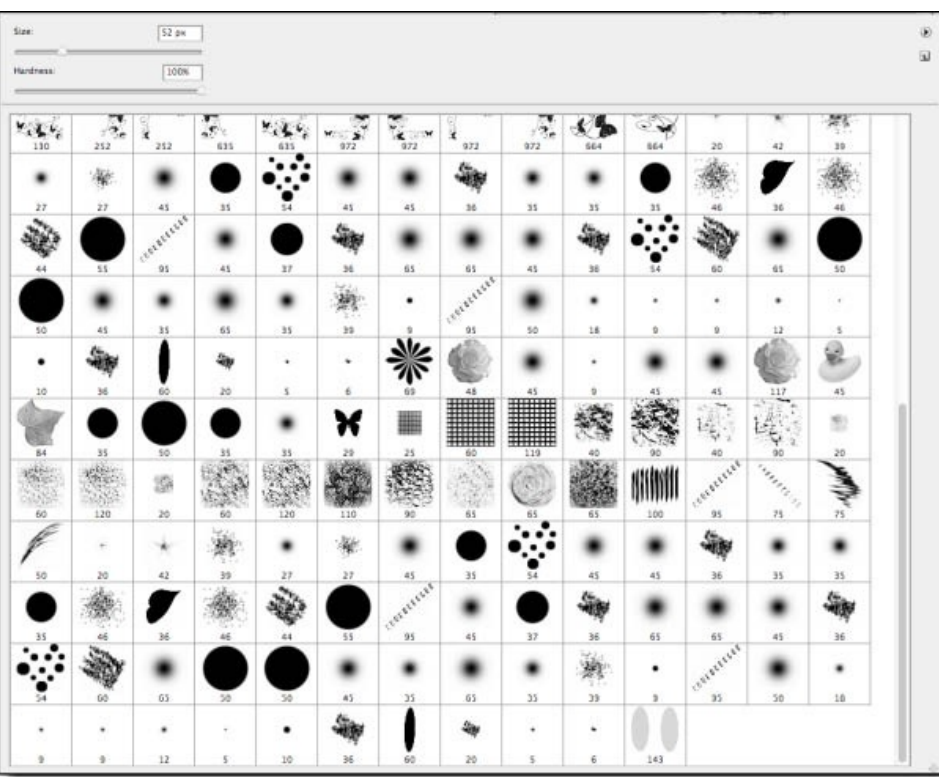 Size: 52 px
Hardness: 100%
130 252 252 635 635 972 972 972 972 664 664 20 42 39
27 27 45 35 54 45 45 36 35 35 35 46 36 46
44 55 95 45 37 36 65 65 45 36 54 60 65 50
50 45 35 65 35 39 9 95 50 18 9 9 12 5
10 36 60 20 5 6 69 48 45 9 45 45 117 45
84 35 50 35 35 29 25 60 119 40 90 40 90 20
60 120 20 60 120 110 90 65 65 65 100 95 75 75
50 20 42 39 27 27 45 35 54 45 45 36 35 35
35 46 36 46 44 55 95 45 37 36 65 65 45 36
54 60 65 50 50 45 35 65 35 39 9 95 50 18
9 9 12 5 10 36 60 20 5 6 143